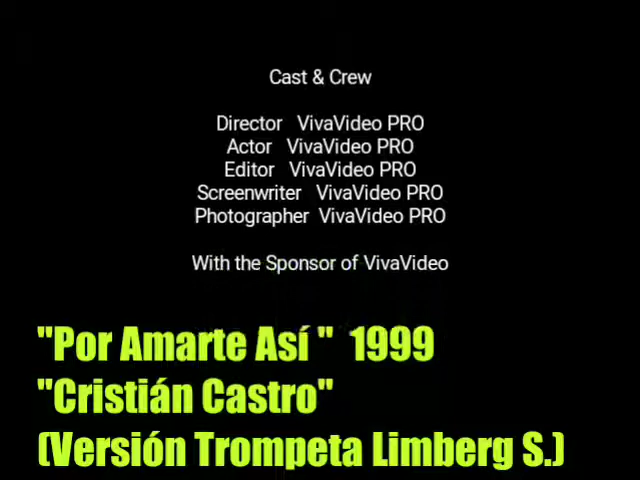 Cast & Crew
Director VivaVideo PRO
Actor VivaVideo PRO
Editor VivaVideo PRO
Screenwriter VivaVideo PRO
Photographer VivaVideo PRO
With the Sponsor of VivaVideo
"Por Amarte Así " 1999
"Cristián Castro"
(Versión Trompeta Limberg S.)